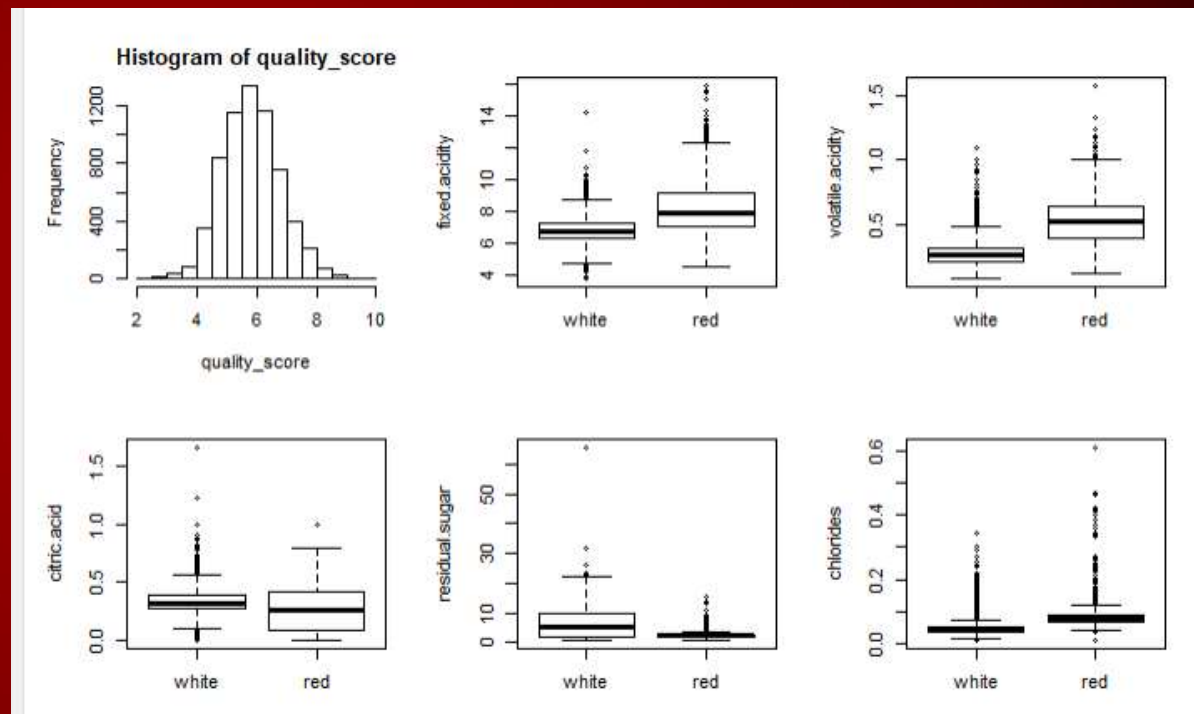 Histogram of quality_score
Frequency
0 400 800 1200
2 4 6 8 10
quality_score
fixed.acidity
4 6 8 10 14
white red
volatile.acidity
0.5 1.0 1.5
white red
citric.acid
0.0 0.5 1.0 1.5
white red
residual.sugar
0 10 30 50
white red
chlorides
0.0 0.2 0.4 0.6
white red